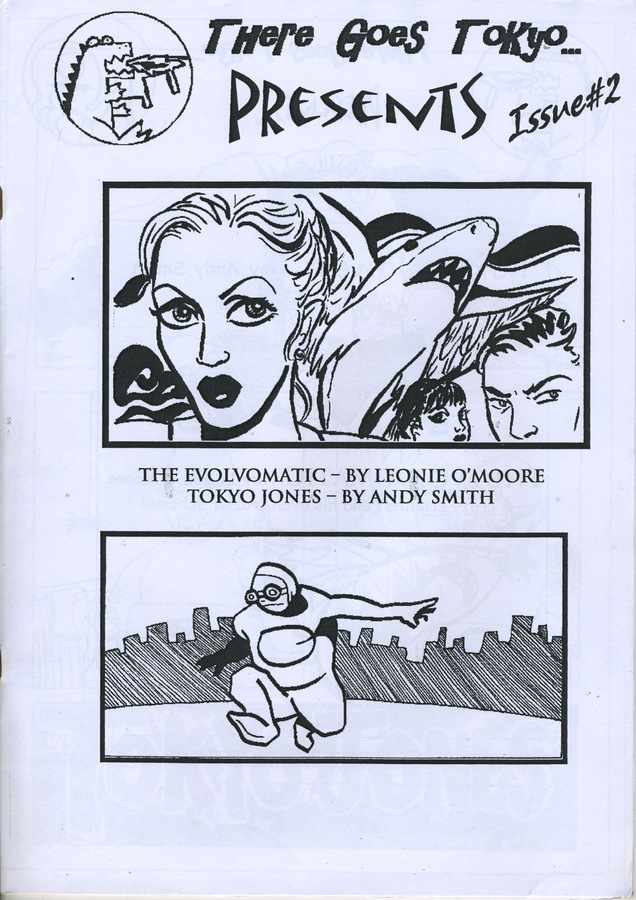 There Goes Tokyo...
PRESENTS
Issue#2
THE EVOLVOMATIC – BY LEONIE O'MOORE
TOKYO JONES – BY ANDY SMITH